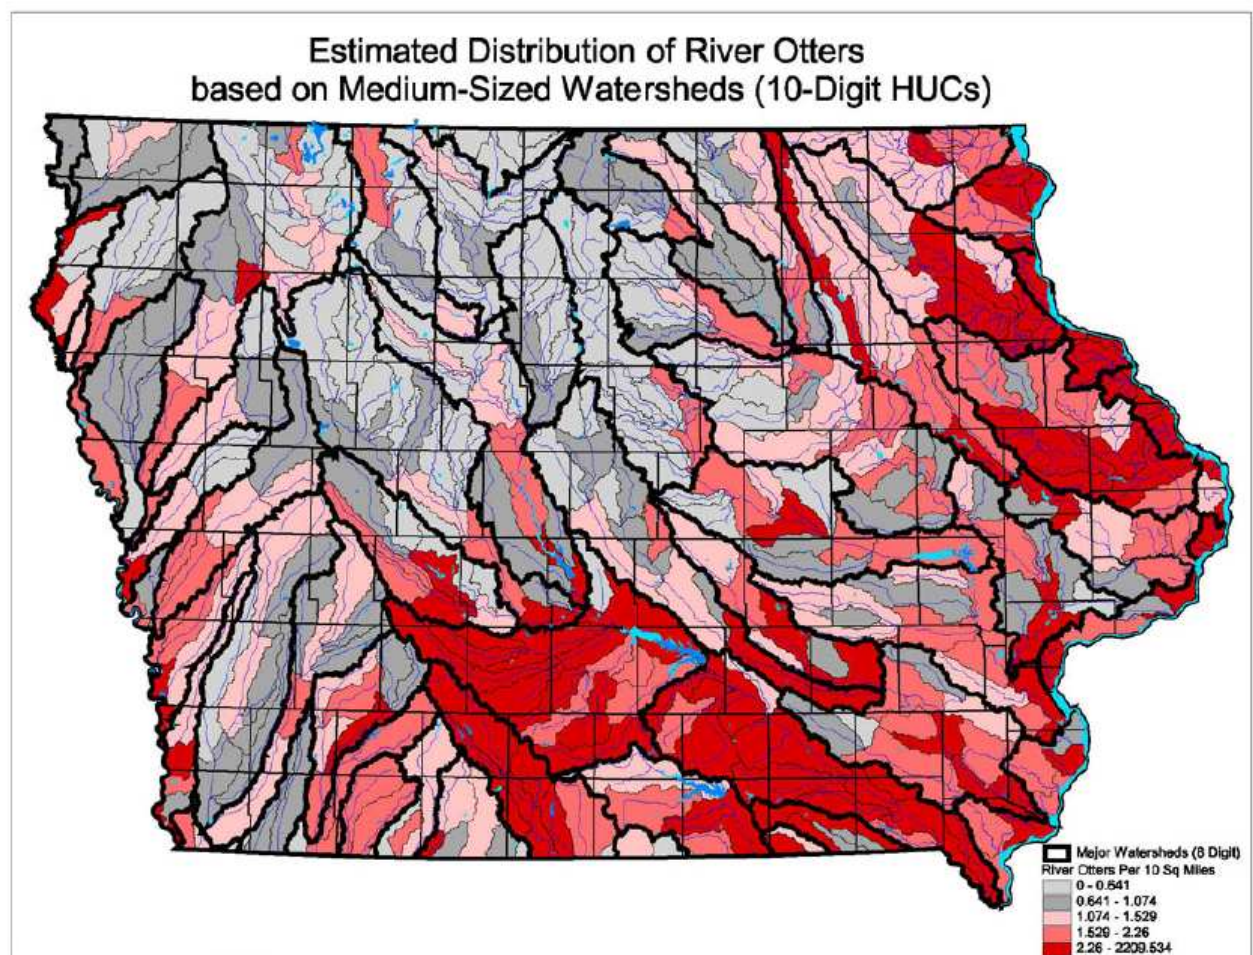 Estimated Distribution of River Otters
based on Medium-Sized Watersheds (10-Digit HUCs)
Major Watersheds (8 Digit)
River Otters Per 10 Sq Miles
0 - 0.641
0.641 - 1.074
1.074 - 1.529
1.529 - 2.26
2.26 - 2209.534